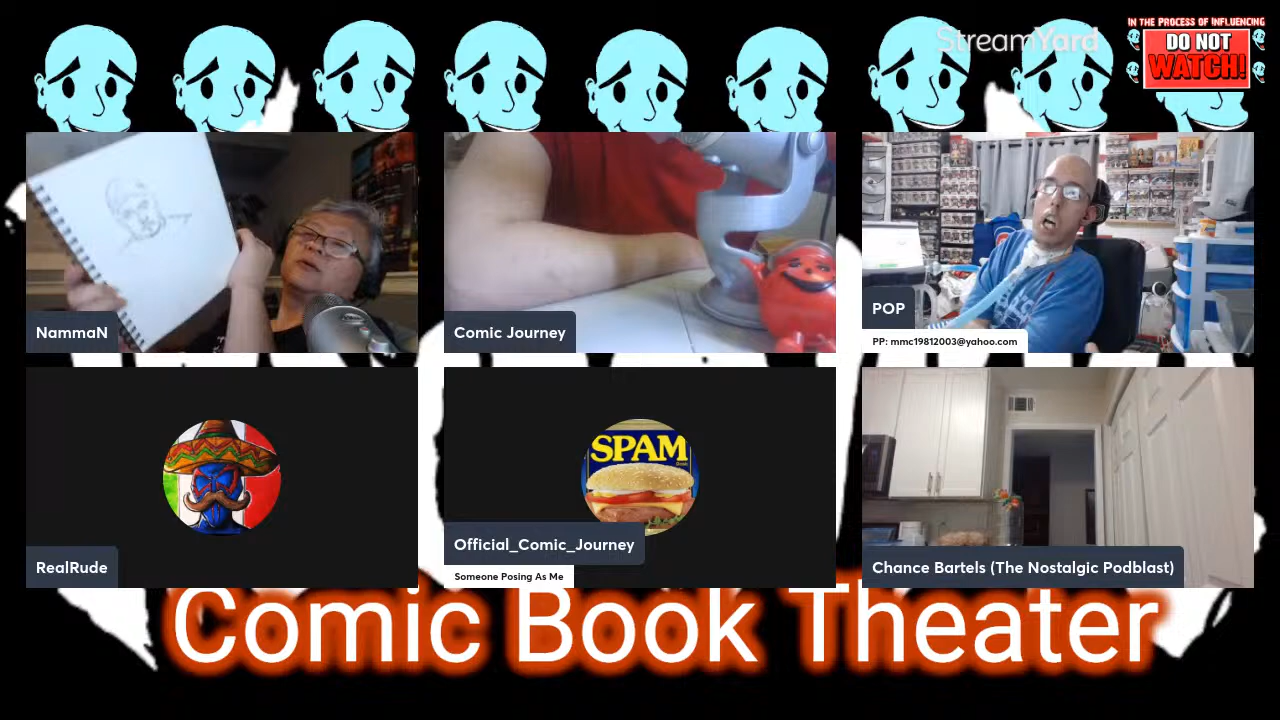 StreamYard
IN THE PROCESS OF INFLUENCING
DO NOT
WATCH!
NammaN
Comic Journey
POP
PP: mmc19812003@yahoo.com
RealRude
SPAM
Official_Comic_Journey
Someone Posing As Me
Chance Bartels (The Nostalgic Podblast)
Comic Book Theater